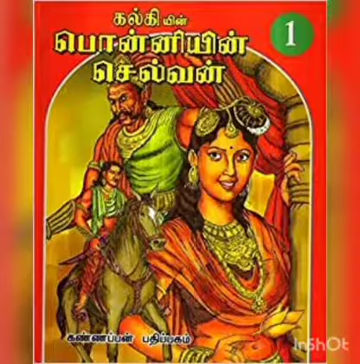 கல்கி யின்
பொன்னியின்
செல்வன்
1
கண்ணப்பன் பதிப்பகம்
InShOt